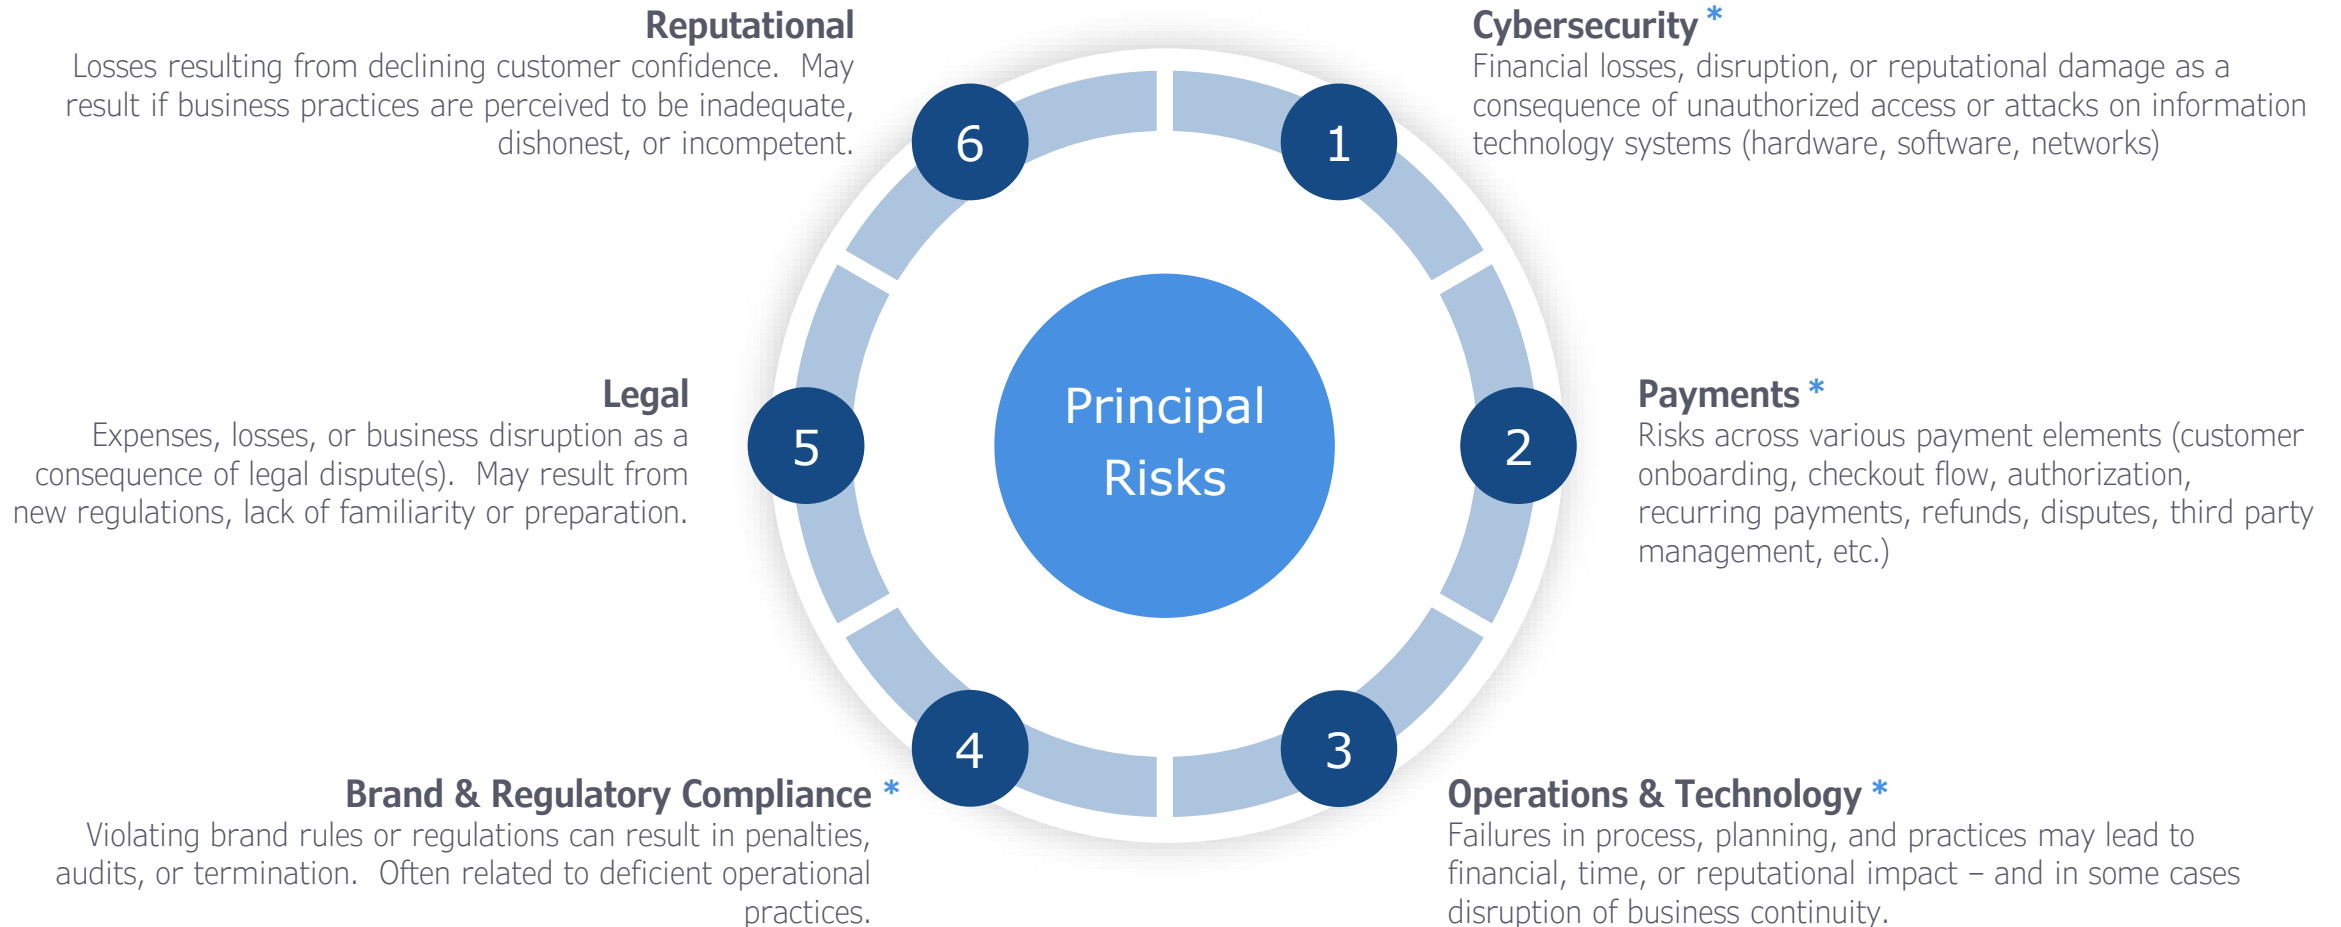 Reputational
Losses resulting from declining customer confidence.  May
result if business practices are perceived to be inadequate,
dishonest, or incompetent.
6
1
Cybersecurity *
Financial losses, disruption, or reputational damage as a
consequence of unauthorized access or attacks on information
technology systems (hardware, software, networks)
Legal
Expenses, losses, or business disruption as a
consequence of legal dispute(s).  May result from
new regulations, lack of familiarity or preparation.
5
Principal
Risks
2
Payments *
Risks across various payment elements (customer
onboarding, checkout flow, authorization,
recurring payments, refunds, disputes, third party
management, etc.)
4
3
Brand & Regulatory Compliance *
Violating brand rules or regulations can result in penalties,
audits, or termination.  Often related to deficient operational
practices.
Operations & Technology *
Failures in process, planning, and practices may lead to
financial, time, or reputational impact – and in some cases
disruption of business continuity.